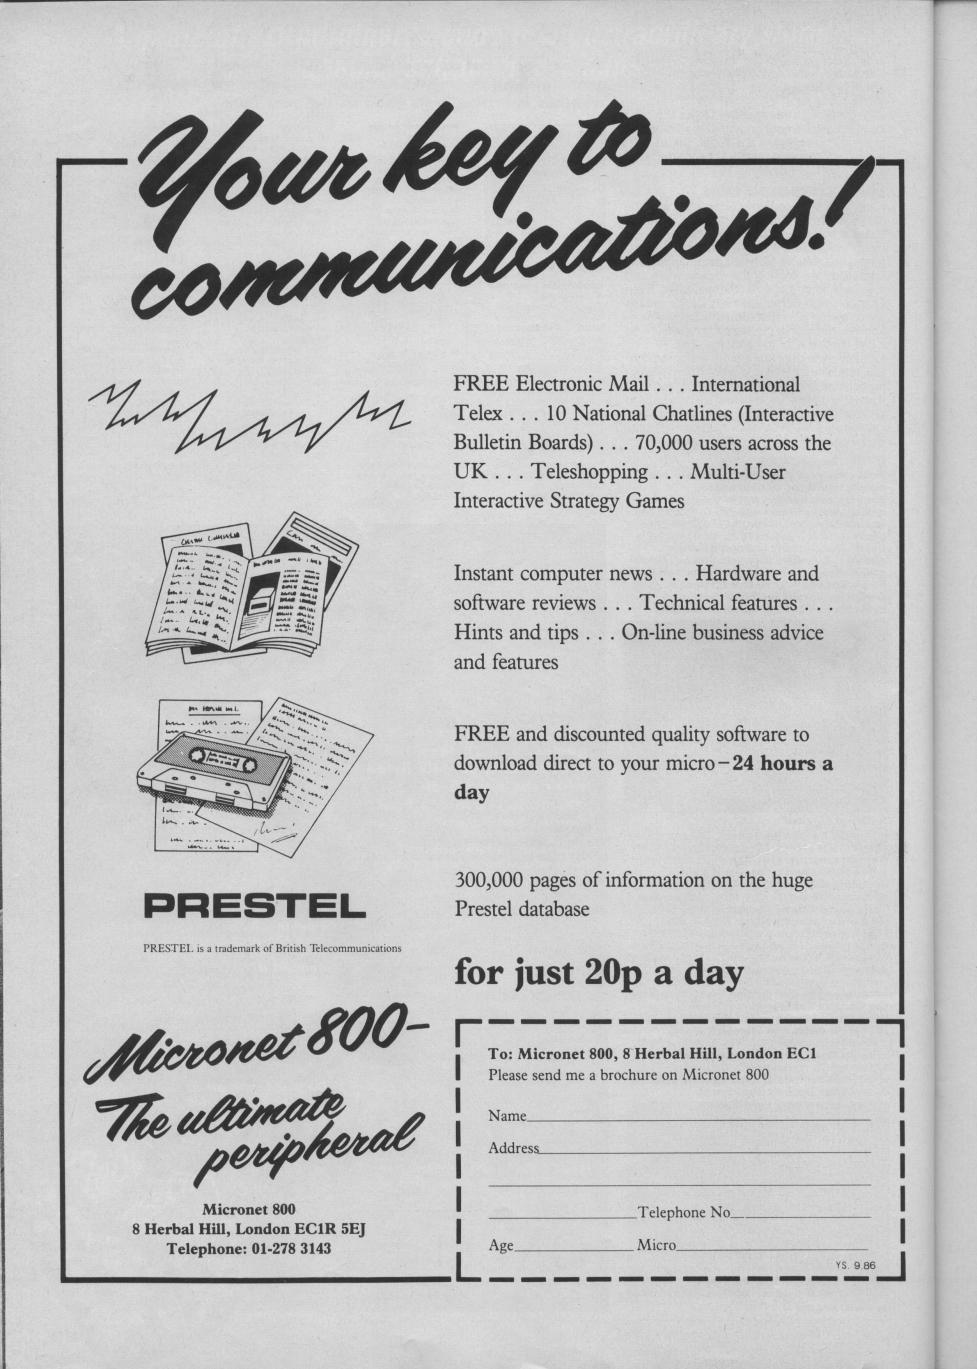 Your key to
communications!
FREE Electronic Mail . . . International
Telex . . . 10 National Chatlines (Interactive
Bulletin Boards) . . . 70,000 users across the
UK . . . Teleshopping . . . Multi-User
Interactive Strategy Games
Instant computer news . . . Hardware and
software reviews . . . Technical features . . .
Hints and tips . . . On-line business advice
and features
FREE and discounted quality software to
download direct to your micro – 24 hours a
day
300,000 pages of information on the huge
Prestel database
for just 20p a day
PRESTEL
PRESTEL is a trademark of British Telecommunications
Micronet 800 –
The ultimate
peripheral
Micronet 800
8 Herbal Hill, London EC1R 5EJ
Telephone: 01-278 3143
To: Micronet 800, 8 Herbal Hill, London EC1
Please send me a brochure on Micronet 800
Name
Address
Telephone No
Age Micro
YS. 9.86